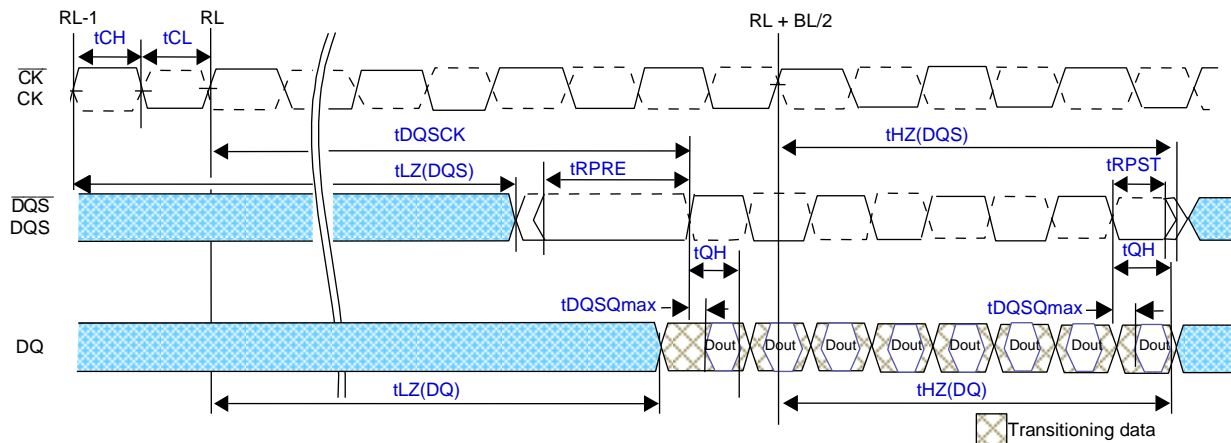 RL-1 RL RL + BL/2
tCH tCL
CK
CK
tDQSCK tHZ(DQS)
tLZ(DQS) tRPRE tRPST
DQS
DQS
tQH tQH
tDQSQmax tDQSQmax
DQ Dout Dout Dout Dout Dout Dout Dout Dout
tLZ(DQ) tHZ(DQ)
Transitioning data